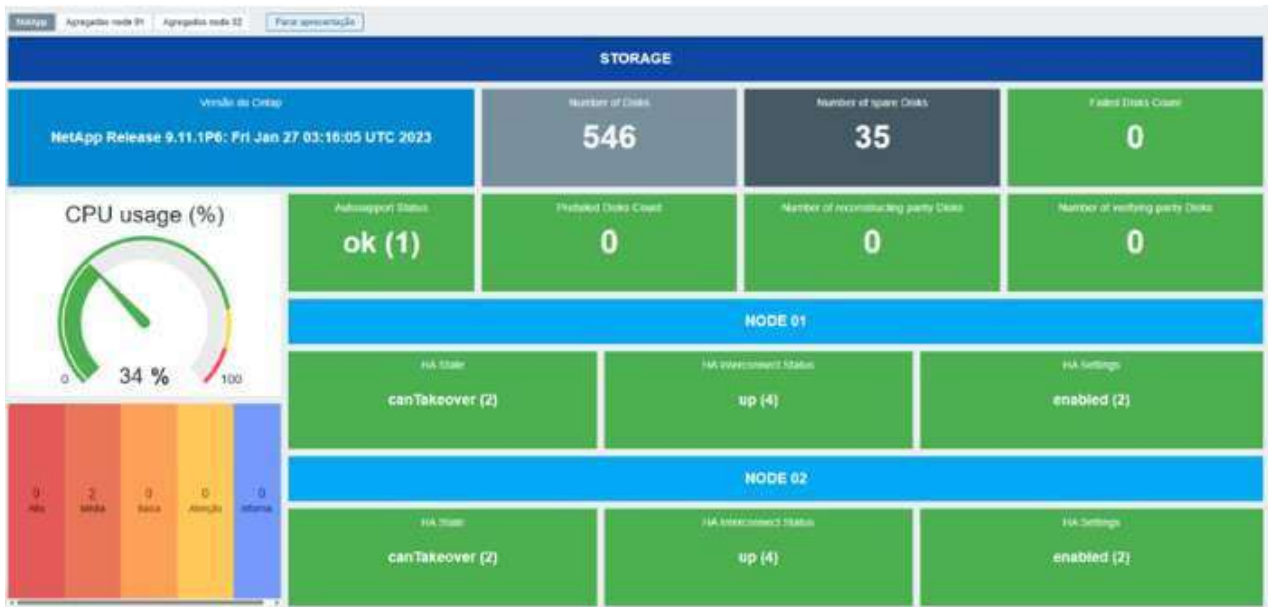 NetApp Agregados node 01 Agregados node 02 Parar apresentação
STORAGE
Versão do Ontap
NetApp Release 9.11.1P6: Fri Jan 27 03:16:05 UTC 2023
Number of Disks
546
Number of spare Disks
35
Failed Disks Count
0
CPU usage (%)
0
34 %
100
Autosupport Status
ok (1)
Prefailed Disks Count
0
Number of reconstructing parity Disks
0
Number of verifying parity Disks
0
NODE 01
HA State
canTakeover (2)
HA Interconnect Status
up (4)
HA Settings
enabled (2)
0
Alta
2
Média
0
Baixa
0
Atenção
0
NODE 02
HA State
canTakeover (2)
HA Interconnect Status
up (4)
HA Settings
enabled (2)